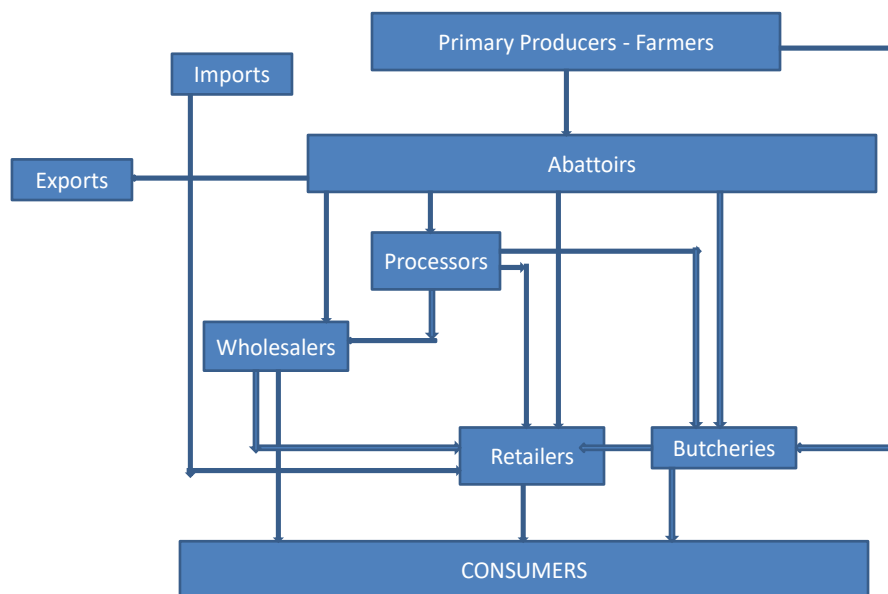 Primary Producers - Farmers
Imports
Abattoirs
Exports
Processors
Wholesalers
Retailers
Butcheries
CONSUMERS